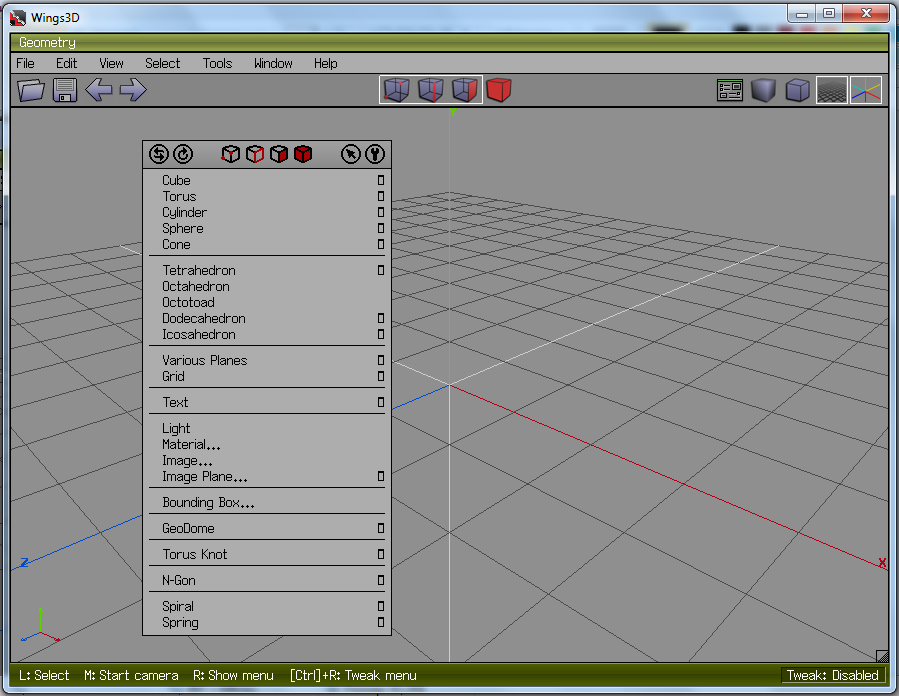 Wings3D
Geometry
File Edit View Select Tools Window Help
Cube
Torus
Cylinder
Sphere
Cone
Tetrahedron
Octahedron
Octotoad
Dodecahedron
Icosahedron
Various Planes
Grid
Text
Light
Material...
Image...
Image Plane...
Bounding Box...
GeoDome
Torus Knot
N-Gon
Spiral
Spring
Z
X
L: Select M: Start camera R: Show menu [Ctrl]+R: Tweak menu Tweak: Disabled